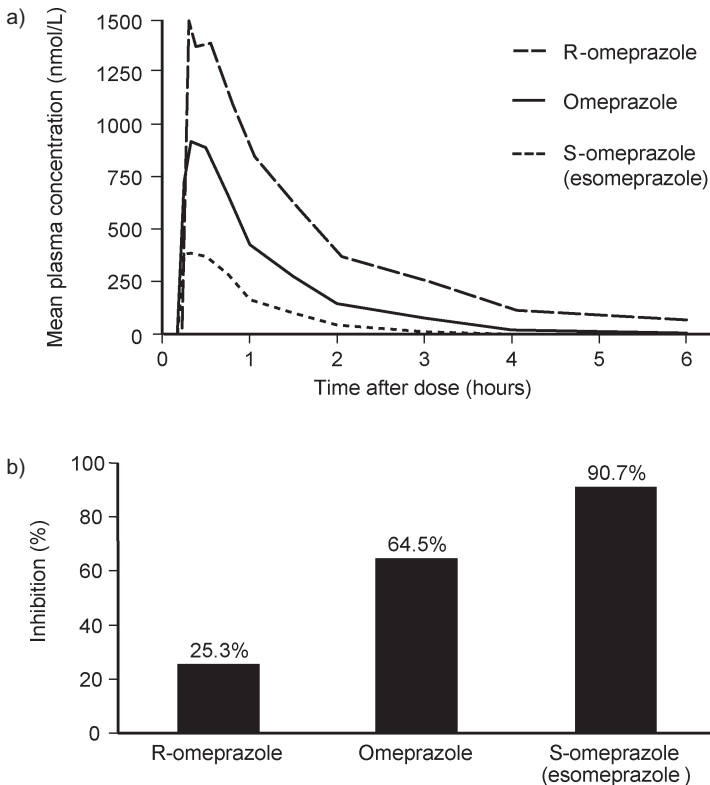 a)
Mean plasma concentration (nmol/L)
1500
1250
1000
750
500
250
0
0 1 2 3 4 5 6
Time after dose (hours)
R-omeprazole
Omeprazole
S-omeprazole
(esomeprazole)
b)
Inhibition (%)
100
80
60
40
20
0
25.3%
64.5%
90.7%
R-omeprazole
Omeprazole
S-omeprazole
(esomeprazole )